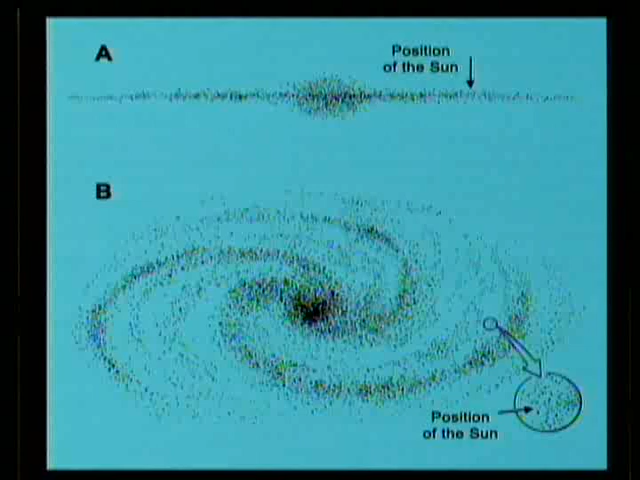 A
Position
of the Sun
B
Position
of the Sun